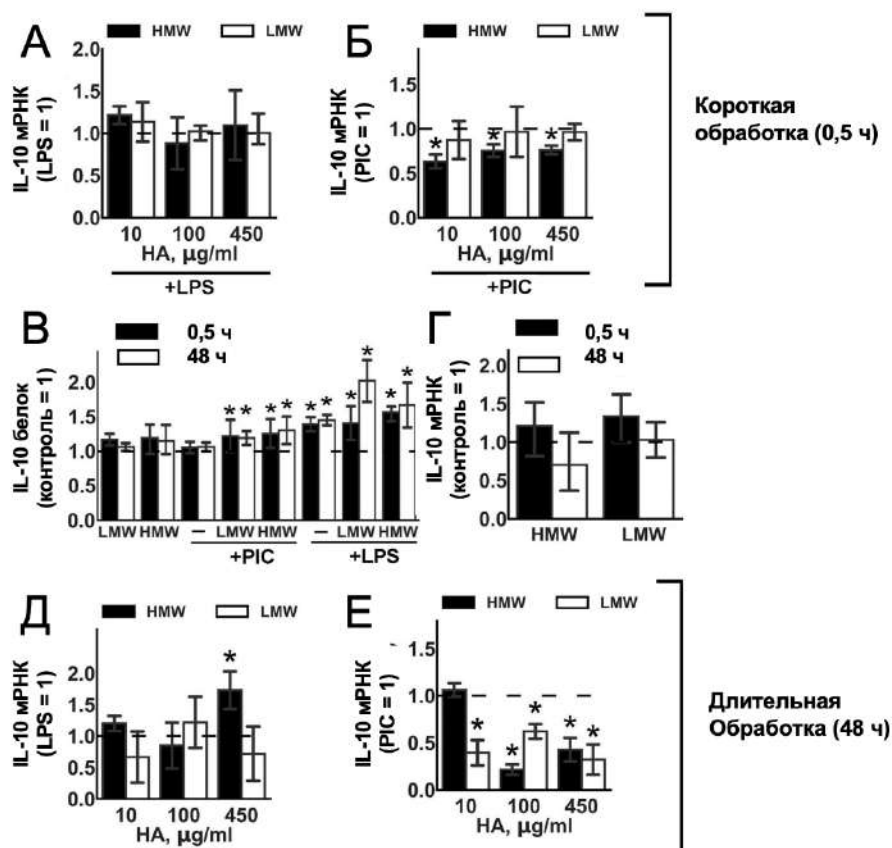 А
HMW LMW
IL-10 мРНК
(LPS = 1)
2.0
1.5
1.0
0.5
0.0
* 
10 100 450
HA, µg/ml
+LPS
Б
HMW LMW
IL-10 мРНК
(PIC = 1)
1.5
1.0
0.5
0.0
* * *
10 100 450
HA, µg/ml
+PIC
Короткая
обработка (0,5 ч)
В
0,5 ч
48 ч
IL-10 белок
(контроль = 1)
2.0
1.5
1.0
0.5
0.0
* * * * * * * * * *
LMW HMW – LMW HMW – LMW HMW
+PIC +LPS
Г
0,5 ч
48 ч
IL-10 мРНК
(контроль = 1)
2.0
1.5
1.0
0.5
0.0
HMW LMW
Д
HMW LMW
IL-10 мРНК
(LPS = 1)
2.0
1.5
1.0
0.5
0.0
*
10 100 450
HA, µg/ml
Е
HMW LMW
IL-10 мРНК
(PIC = 1)
1.5
1.0
0.5
0.0
* * * * *
10 100 450
HA, µg/ml
Длительная
Обработка (48 ч)